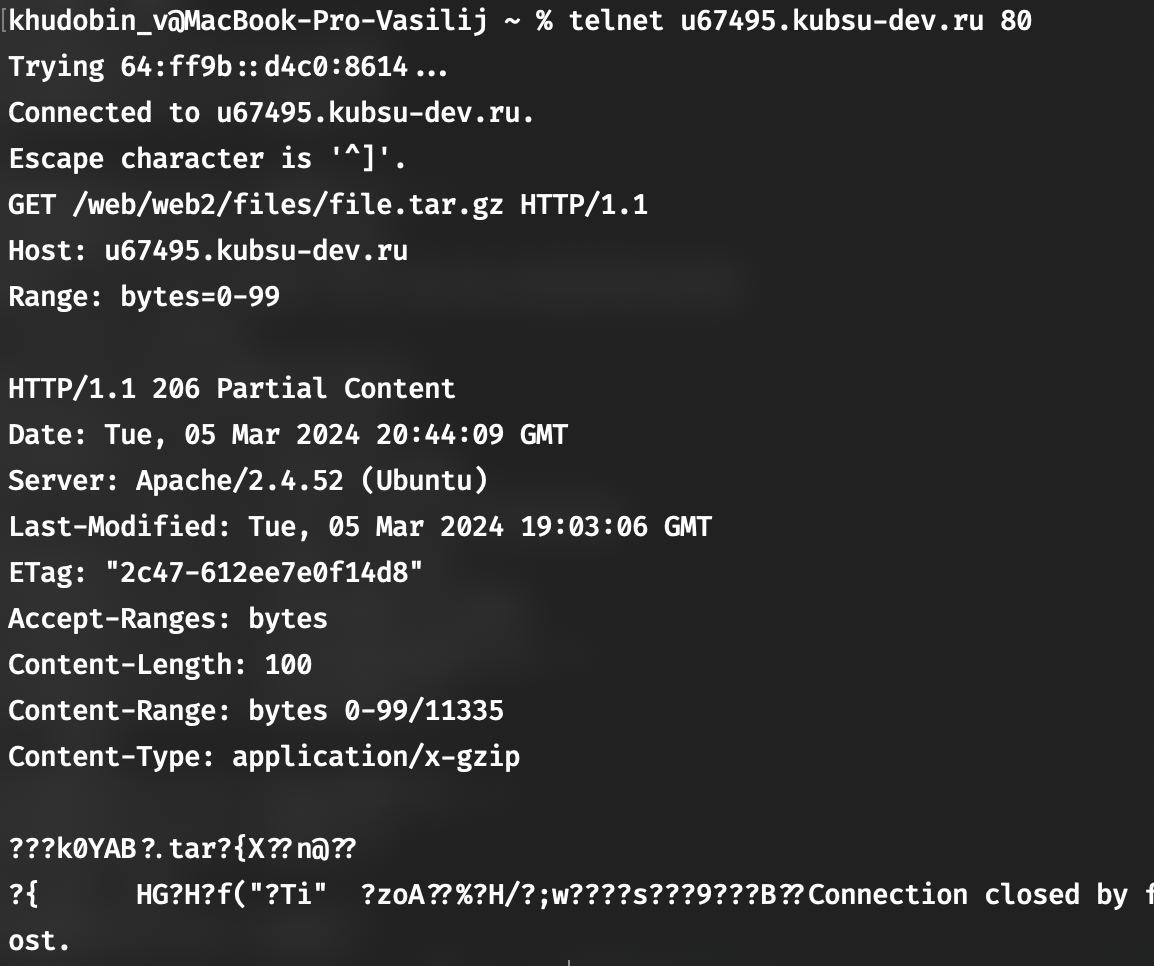 [khudobin_v@MacBook-Pro-Vasilij ~ % telnet u67495.kubsu-dev.ru 80
Trying 64:ff9b::d4c0:8614...
Connected to u67495.kubsu-dev.ru.
Escape character is '^]'.
GET /web/web2/files/file.tar.gz HTTP/1.1
Host: u67495.kubsu-dev.ru
Range: bytes=0-99

HTTP/1.1 206 Partial Content
Date: Tue, 05 Mar 2024 20:44:09 GMT
Server: Apache/2.4.52 (Ubuntu)
Last-Modified: Tue, 05 Mar 2024 19:03:06 GMT
ETag: "2c47-612ee7e0f14d8"
Accept-Ranges: bytes
Content-Length: 100
Content-Range: bytes 0-99/11335
Content-Type: application/x-gzip

???k0YAB?.tar?{X??n@??
?{      HG?H?f("?Ti"  ?zoA??%?H/?;w????s???9???B??Connection closed by f
ost.